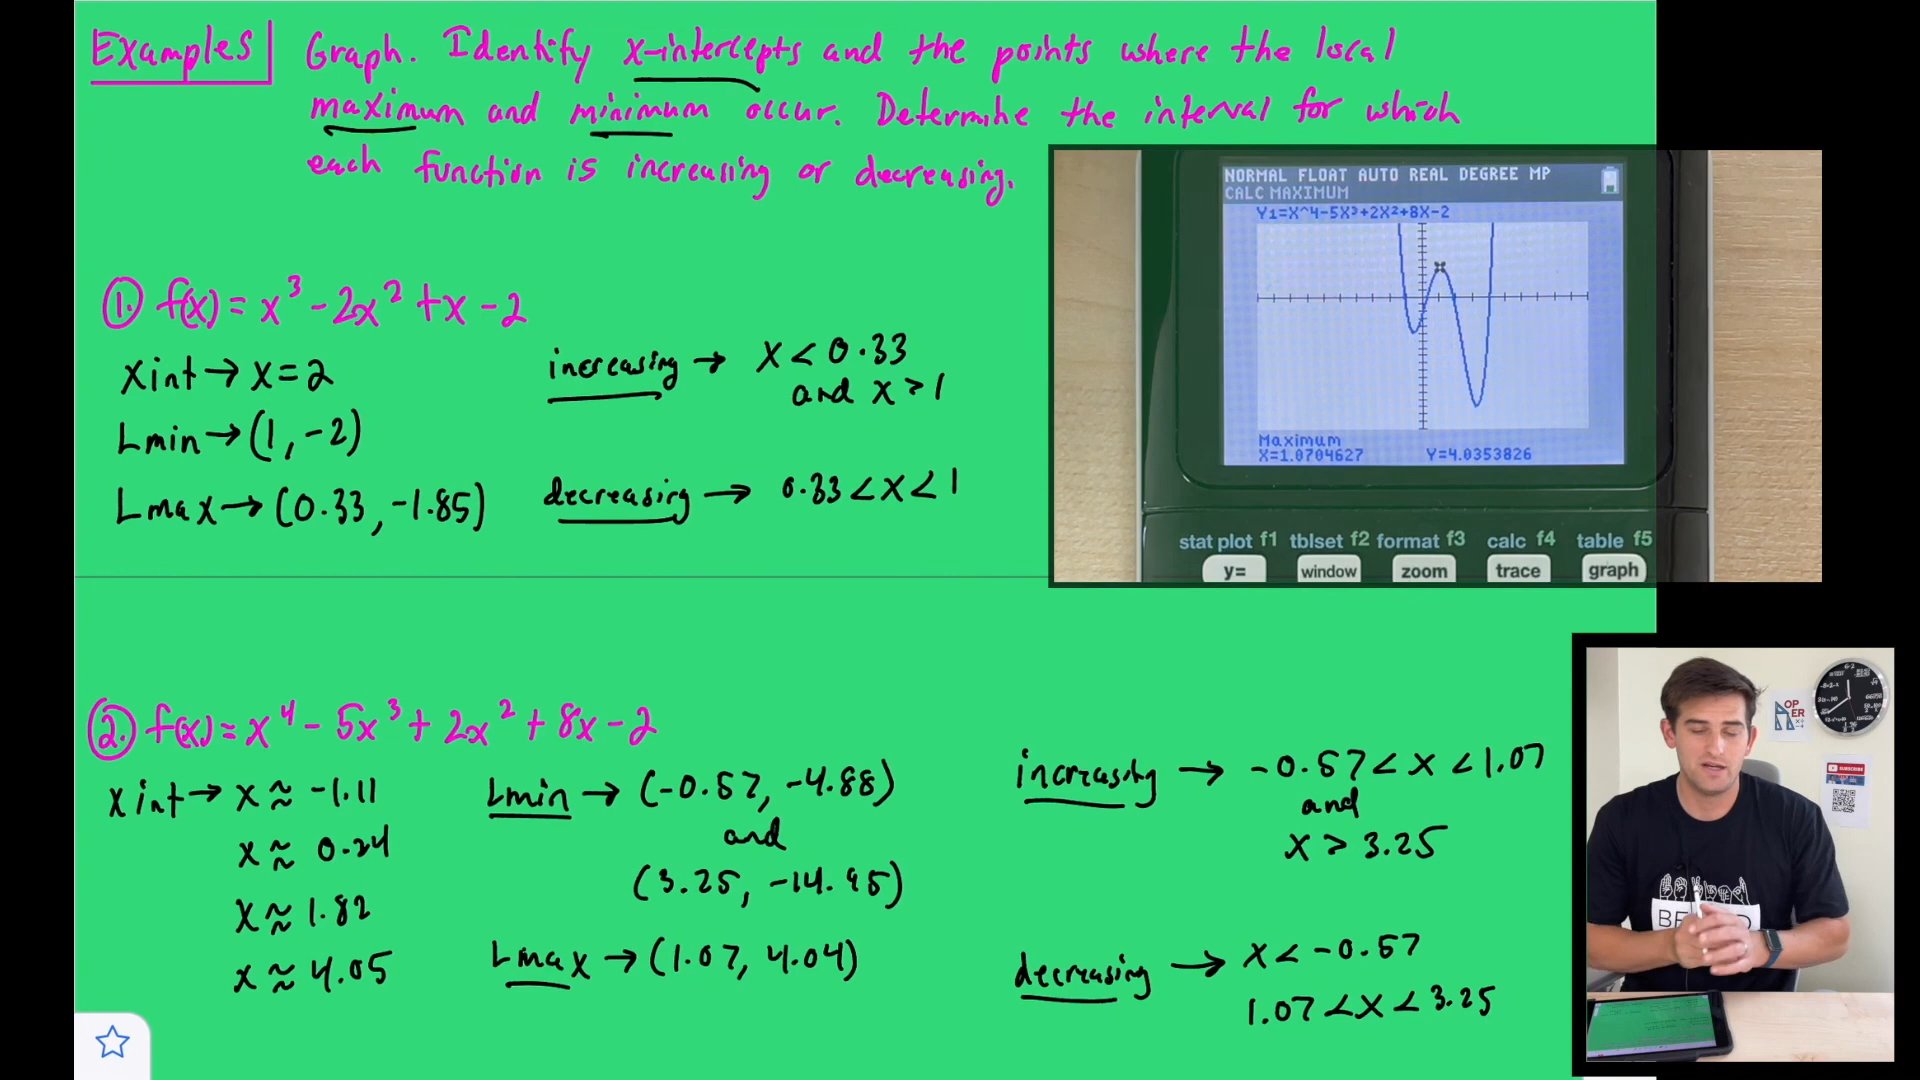 Examples
Graph. Identify x-intercepts and the points where the local
maximum and minimum occur. Determine the interval for which
each function is increasing or decreasing.
1. f(x) = x³ - 2x² + x - 2
x int → x = 2
Lmin → (1, -2)
Lmax → (0.33, -1.85)
increasing → x < 0.33
and x > 1
decreasing → 0.33 < x < 1
NORMAL FLOAT AUTO REAL DEGREE MP
CALC MAXIMUM
Y1=X^4-5X³+2X²+8X-2
Maximum
X=1.0704627 Y=4.0353826
stat plot f1 tblset f2 format f3 calc f4 table f5
y= window zoom trace graph
2. f(x) = x⁴ - 5x³ + 2x² + 8x - 2
x int → x ≈ -1.11
x ≈ 0.24
x ≈ 1.82
x ≈ 4.05
Lmin → (-0.57, -4.88)
and
(3.25, -14.95)
Lmax → (1.07, 4.04)
increasing → -0.57 < x < 1.07
and
x > 3.25
decreasing → x < -0.57
1.07 < x < 3.25
OP
ER
SUBSCRIBE